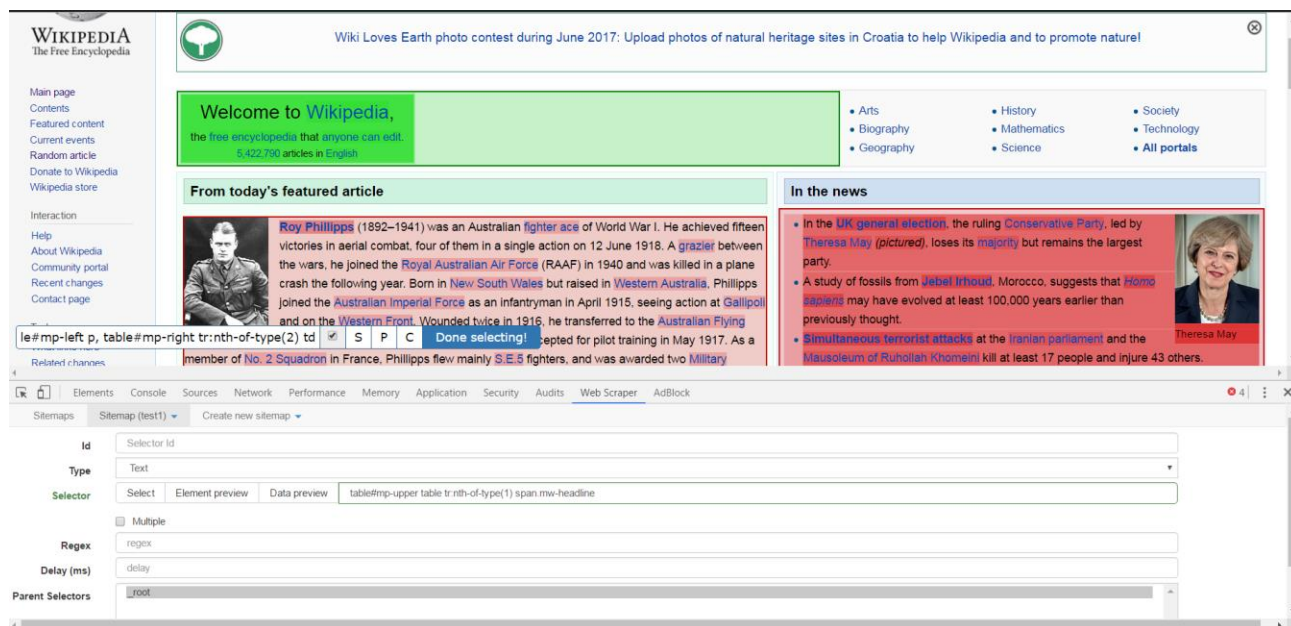 WIKIPEDIA
The Free Encyclopedia
Wiki Loves Earth photo contest during June 2017: Upload photos of natural heritage sites in Croatia to help Wikipedia and to promote nature!
Main page
Contents
Featured content
Current events
Random article
Donate to Wikipedia
Wikipedia store
Interaction
Help
About Wikipedia
Community portal
Recent changes
Contact page
Related changes
Welcome to Wikipedia,
the free encyclopedia that anyone can edit.
5,422,790 articles in English
• Arts
• Biography
• Geography
• History
• Mathematics
• Science
• Society
• Technology
• All portals
From today's featured article
Roy Phillipps (1892–1941) was an Australian fighter ace of World War I. He achieved fifteen
victories in aerial combat, four of them in a single action on 12 June 1918. A grazier between
the wars, he joined the Royal Australian Air Force (RAAF) in 1940 and was killed in a plane
crash the following year. Born in New South Wales but raised in Western Australia, Phillipps
joined the Australian Imperial Force as an infantryman in April 1915, seeing action at Gallipoli
and on the Western Front. Wounded twice in 1916, he transferred to the Australian Flying
cepted for pilot training in May 1917. As a
member of No. 2 Squadron in France, Phillipps flew mainly S.E.5 fighters, and was awarded two Military
In the news
• In the UK general election, the ruling Conservative Party, led by
Theresa May (pictured), loses its majority but remains the largest
party.
• A study of fossils from Jebel Irhoud, Morocco, suggests that Homo
sapiens may have evolved at least 100,000 years earlier than
previously thought.
• Simultaneous terrorist attacks at the Iranian parliament and the
Mausoleum of Ruhollah Khomeini kill at least 17 people and injure 43 others.
Theresa May
le#mp-left p, table#mp-right tr:nth-of-type(2) td S P C Done selecting!
Elements Console Sources Network Performance Memory Application Security Audits Web Scraper AdBlock 4
Sitemaps Sitemap (test1) Create new sitemap
Id Selector Id
Type Text
Selector Select Element preview Data preview table#mp-upper table tr:nth-of-type(1) span.mw-headline
Multiple
Regex regex
Delay (ms) delay
Parent Selectors _root